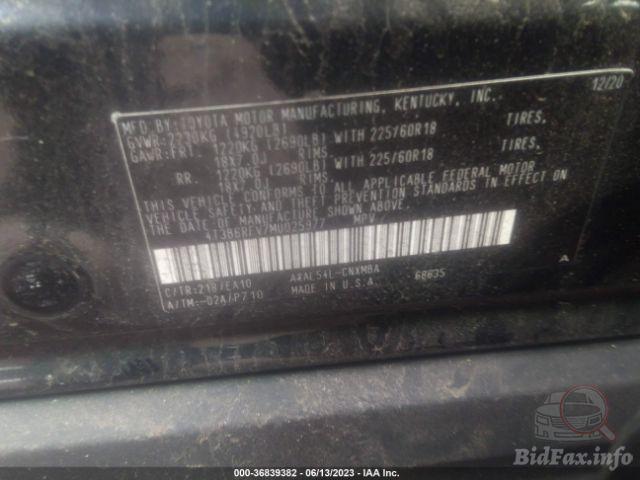 12/20
MFD. BY: TOYOTA MOTOR MANUFACTURING, KENTUCKY, INC.
GVWR: 2230KG (4920LB)
GAWR: FRT 1220KG (2690LB) WITH 225/60R18 TIRES.
18X7.0J RIMS
RR 1220KG (2690LB) WITH 225/60R18 TIRES.
18X7.0J RIMS
THIS VEHICLE CONFORMS TO ALL APPLICABLE FEDERAL MOTOR
VEHICLE SAFETY AND THEFT PREVENTION STANDARDS IN EFFECT ON
THE DATE OF MANUFACTURE SHOWN ABOVE.
MPV
A
C/TR:218/EA10 AXAL54L-CNXMBA 68635
A/TM:-02A/P710 MADE IN U.S.A.
BidFax.info
000-36839382 - 06/13/2023 - IAA Inc.